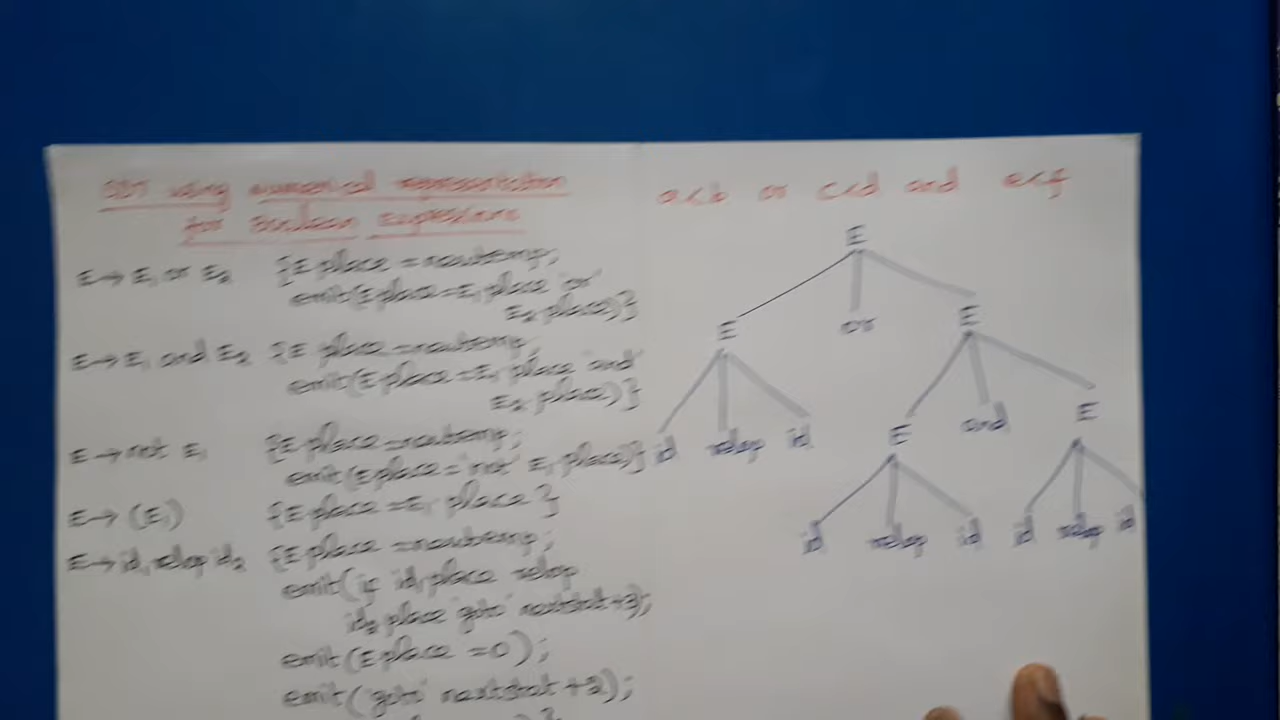 SDT using numerical representation
for Boolean Expressions
E→E1 or E2 {E.place = newtemp;
emit(E.place = E1.place 'or'
E2.place)}
E→E1 and E2 {E.place = newtemp;
emit(E.place = E1.place 'and'
E2.place)}
E→not E1 {E.place = newtemp;
emit(E.place = 'not' E1.place)}
E→(E1) {E.place = E1.place}
E→id1 relop id2 {E.place = newtemp;
emit(if id1.place relop
id2.place 'goto' nextstat+3);
emit(E.place = 0);
emit('goto' nextstat+2);
a<b or c<d and e<f
E
E or E
id relop id E and E
id relop id id relop id